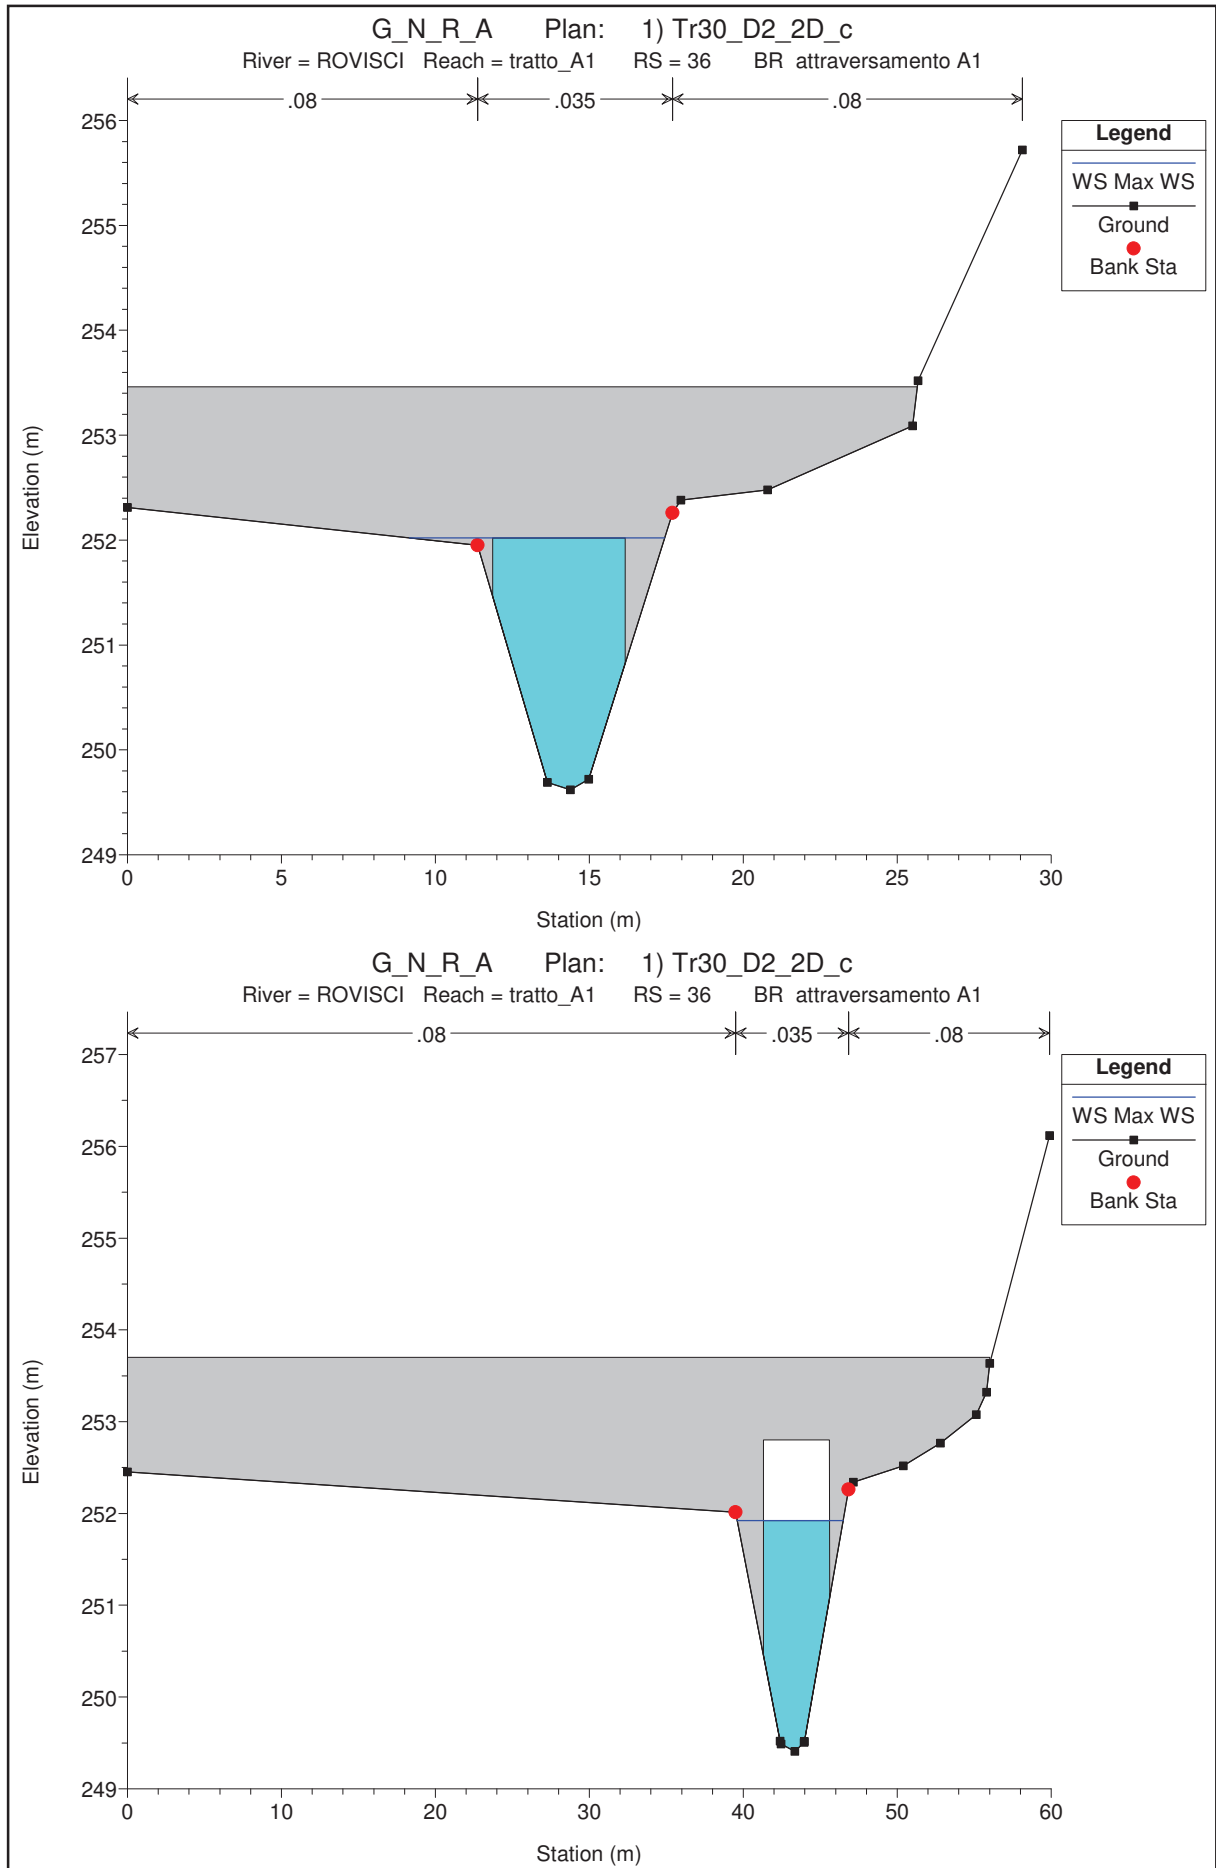 G_N_R_A Plan: 1) Tr30_D2_2D_c
River = ROVISCI Reach = tratto_A1 RS = 36 BR attraversamento A1
.08 .035 .08
Legend
WS Max WS
Ground
Bank Sta
256
255
254
253
252
251
250
249
Elevation (m)
0 5 10 15 20 25 30
Station (m)
G_N_R_A Plan: 1) Tr30_D2_2D_c
River = ROVISCI Reach = tratto_A1 RS = 36 BR attraversamento A1
.08 .035 .08
Legend
WS Max WS
Ground
Bank Sta
257
256
255
254
253
252
251
250
249
Elevation (m)
0 10 20 30 40 50 60
Station (m)